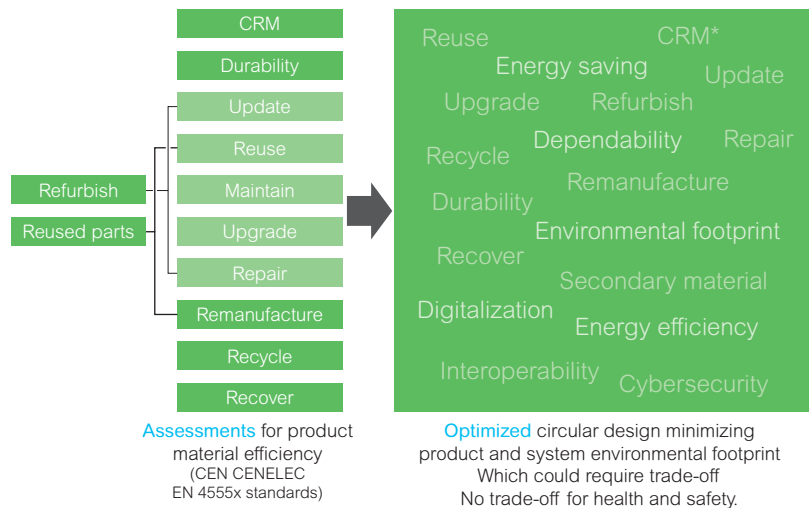 CRM
Durability
Update
Reuse
Maintain
Upgrade
Repair
Remanufacture
Recycle
Recover
Refurbish
Reused parts
Assessments for product
material efficiency
(CEN CENELEC
EN 4555x standards)
Reuse
CRM*
Energy saving
Update
Upgrade
Refurbish
Dependability
Repair
Recycle
Remanufacture
Durability
Environmental footprint
Recover
Secondary material
Digitalization
Energy efficiency
Interoperability
Cybersecurity
Optimized circular design minimizing
product and system environmental footprint
Which could require trade-off
No trade-off for health and safety.